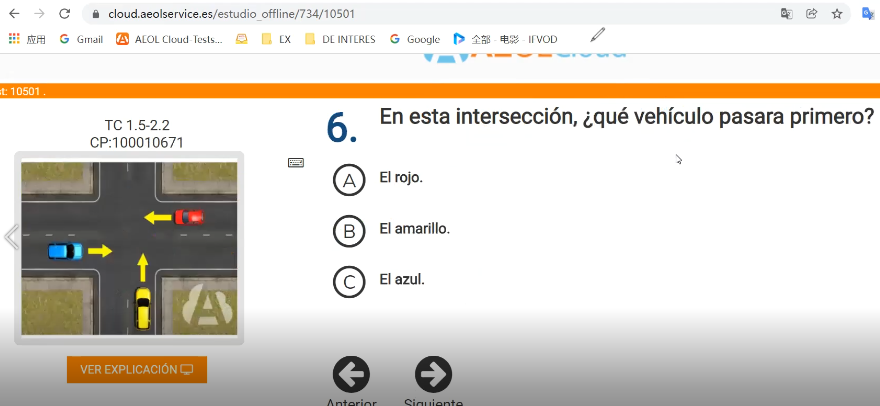 cloud.aeolservice.es/estudio_offline/734/10501
应用 Gmail AEOL Cloud-Tests... EX DE INTERES Google 全部 - 电影 - IFVOD
t: 10501 .
TC 1.5-2.2
CP:100010671
6. En esta intersección, ¿qué vehículo pasara primero?
A El rojo.
B El amarillo.
C El azul.
VER EXPLICACIÓN
Anterior Siguiente